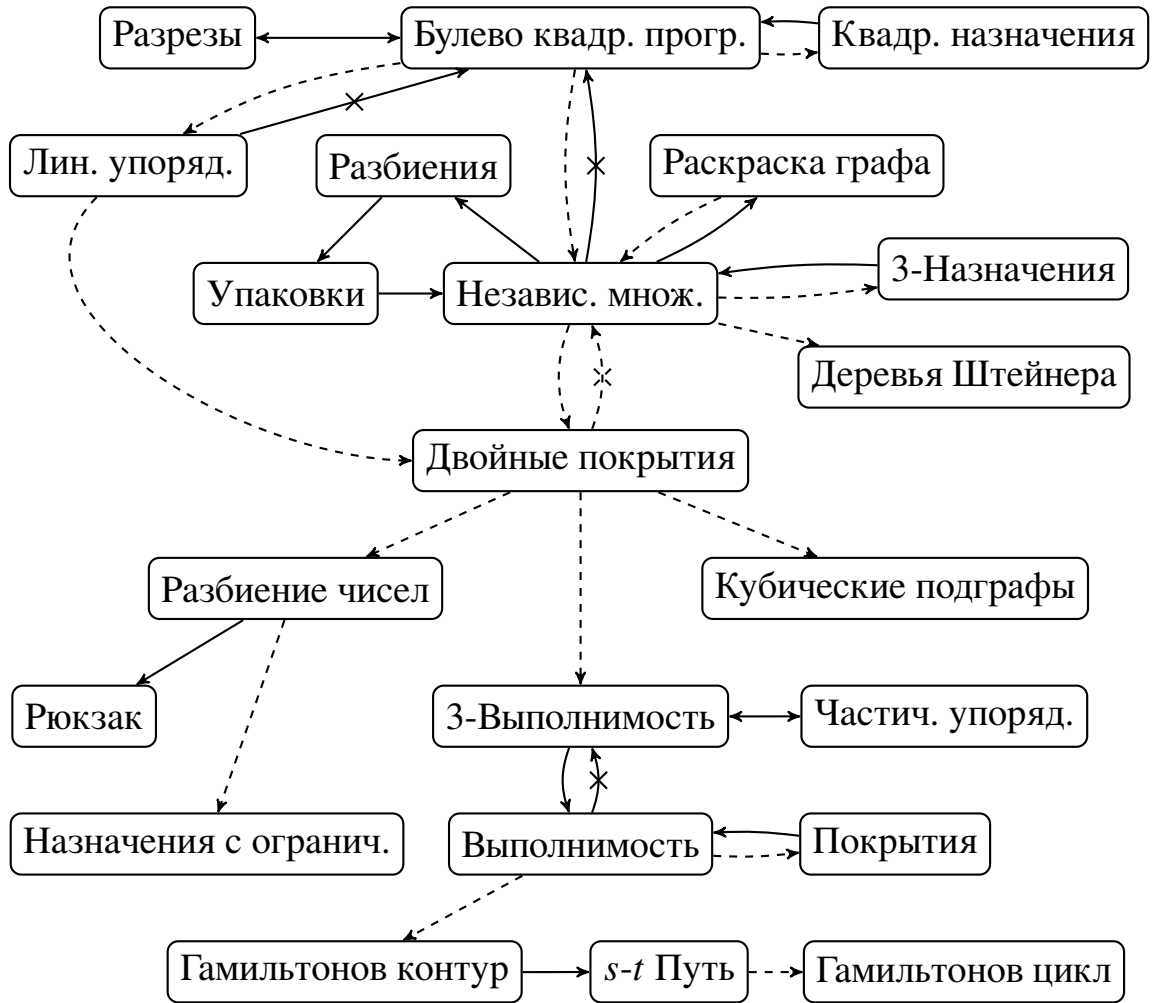 Разрезы
Булево квадр. прогр.
Квадр. назначения
Лин. упоряд.
Разбиения
Раскраска графа
Упаковки
Независ. множ.
3-Назначения
Деревья Штейнера
Двойные покрытия
Разбиение чисел
Кубические подграфы
Рюкзак
3-Выполнимость
Частич. упоряд.
Назначения с огранич.
Выполнимость
Покрытия
Гамильтонов контур
s-t Путь
Гамильтонов цикл